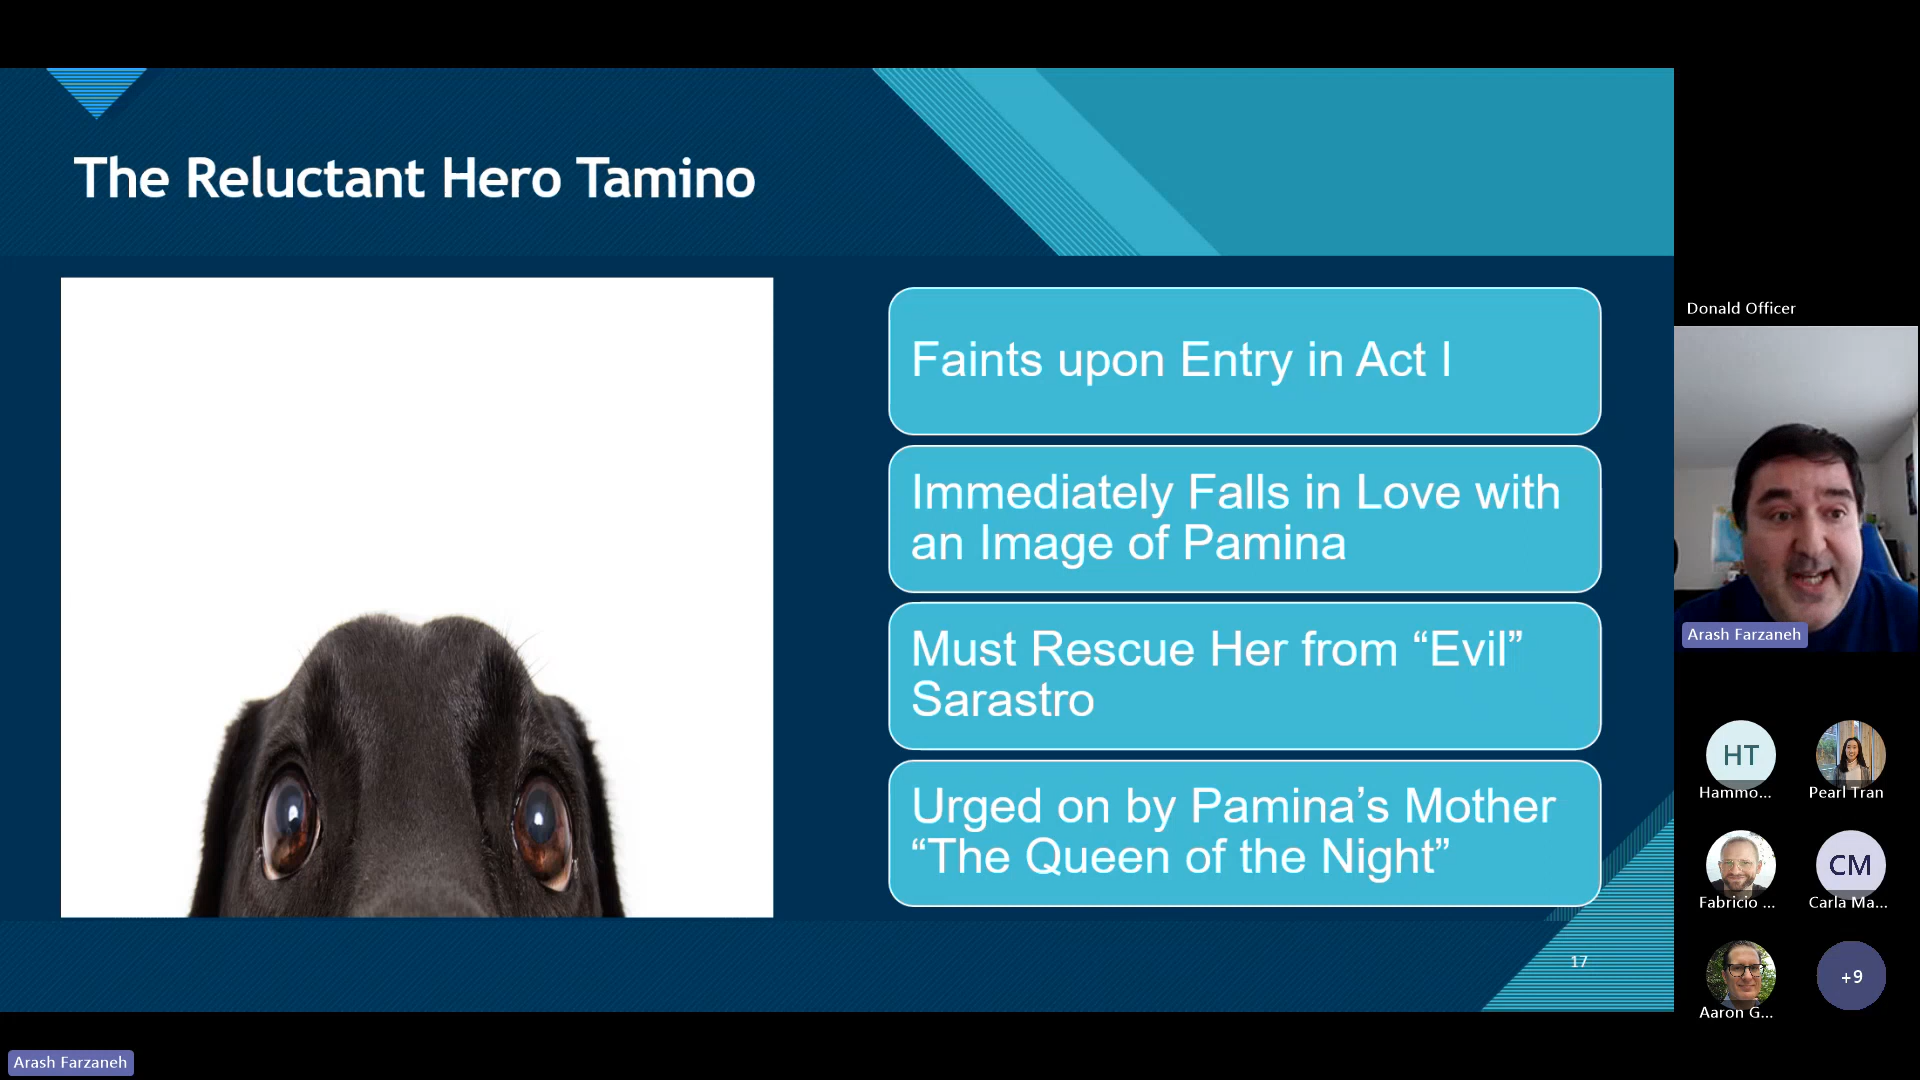 The Reluctant Hero Tamino
Faints upon Entry in Act I
Immediately Falls in Love with
an Image of Pamina
Must Rescue Her from “Evil”
Sarastro
Urged on by Pamina’s Mother
“The Queen of the Night”
17
Donald Officer
Arash Farzaneh
HT
Hammo...
Pearl Tran
Fabricio ...
CM
Carla Ma...
Aaron G...
+9
Arash Farzaneh